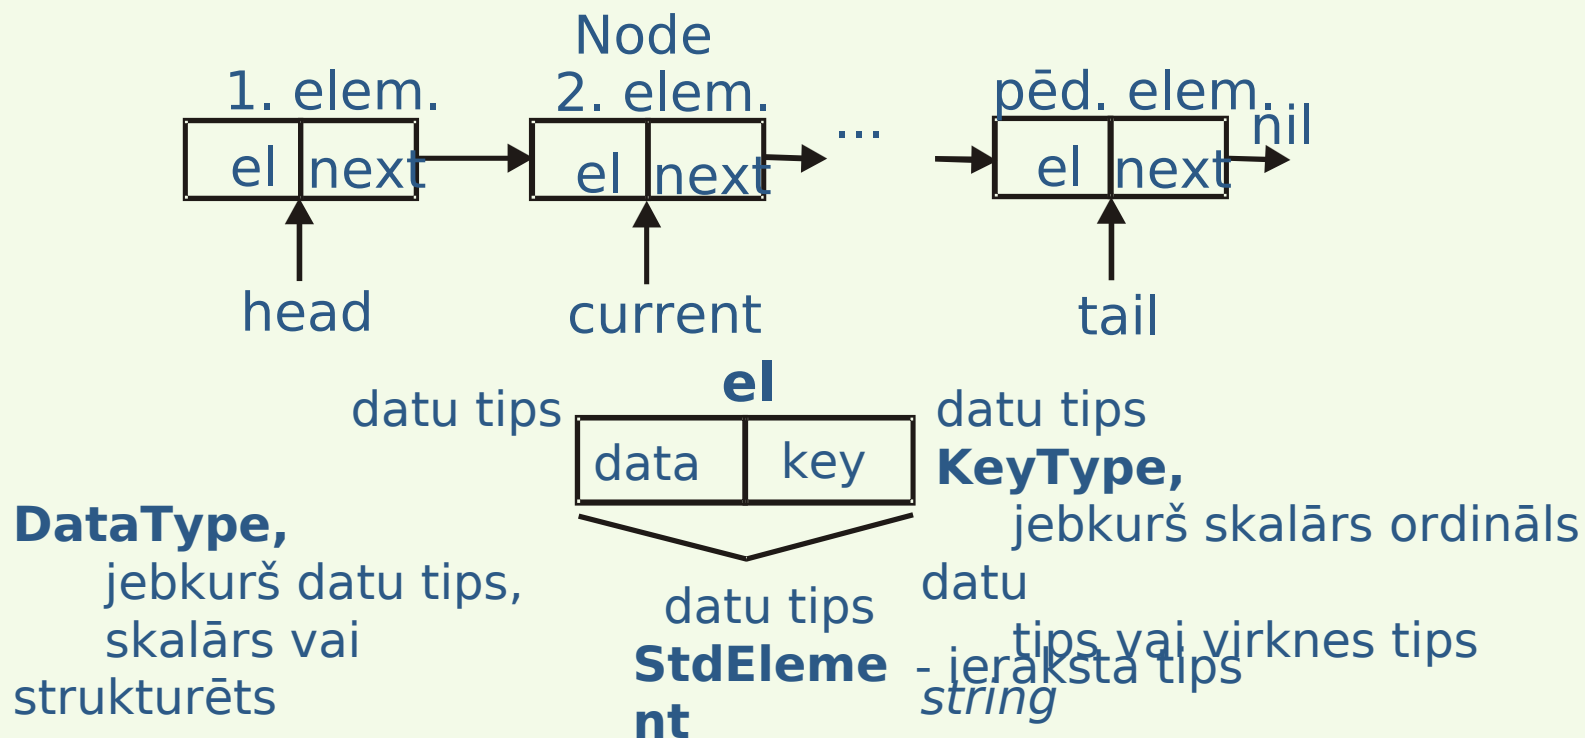 Node
1. elem. 2. elem. pēd. elem.
... nil
el next el next el next
head current tail
el
datu tips
data key
datu tips
KeyType,
jebkurš skalārs ordināls
datu
tips vai virknes tips
string
DataType,
jebkurš datu tips,
skalārs vai
strukturēts
datu tips
StdEleme - ieraksta tips
nt